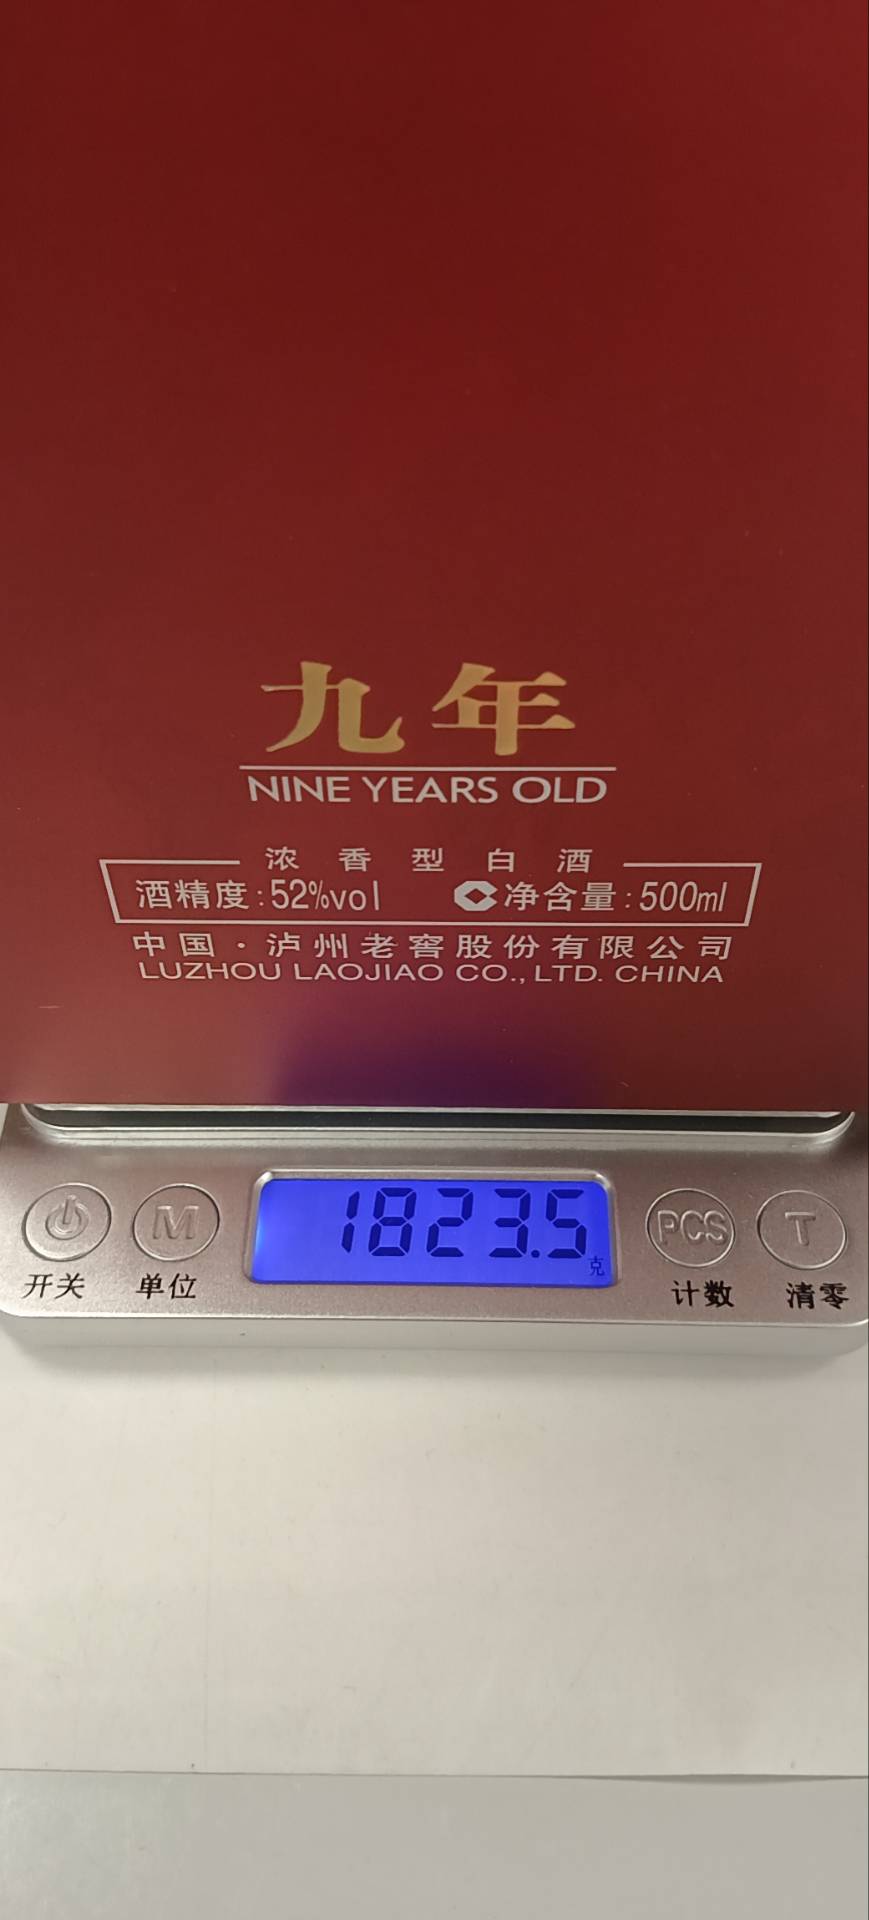 九年
NINE YEARS OLD
浓香型白酒
酒精度:52%vol 净含量:500ml
中国·泸州老窖股份有限公司
LUZHOU LAOJIAO CO., LTD. CHINA
M 1823.5 克 PCS T
开关 单位 计数 清零